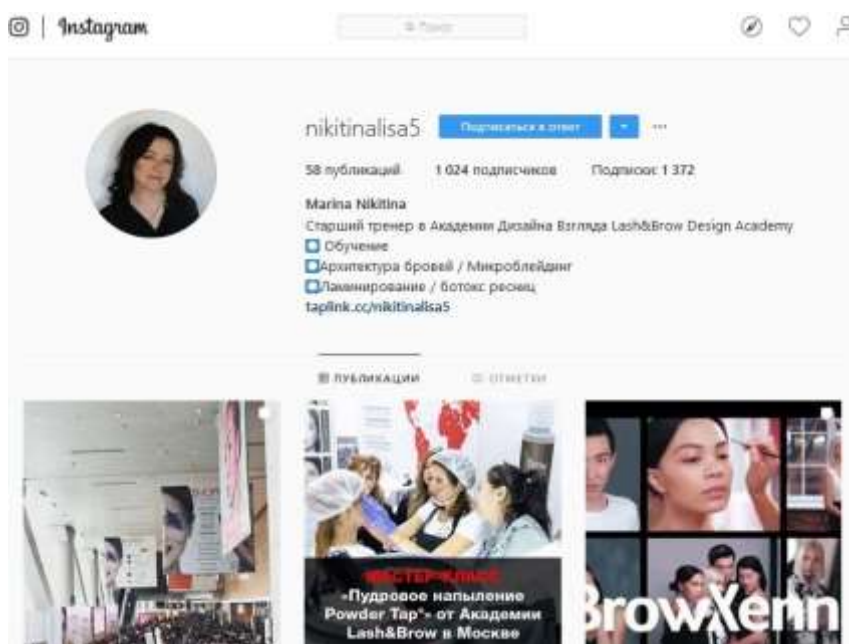 Instagram
Поиск
nikitinalisa5
Подписаться в ответ
58 публикаций 1 024 подписчиков Подписки: 1 372
Marina Nikitina
Старший тренер в Академии Дизайна Взгляда Lash&Brow Design Academy
Обучение
Архитектура бровей / Микроблейдинг
Ламинирование / ботокс ресниц
taplink.cc/nikitinalisa5
ПУБЛИКАЦИИ ОТМЕТКИ
МАСТЕР-КЛАСС
«Пудровое напыление
Powder Tap"» от Академии
Lash&Brow в Москве
BrowXenn